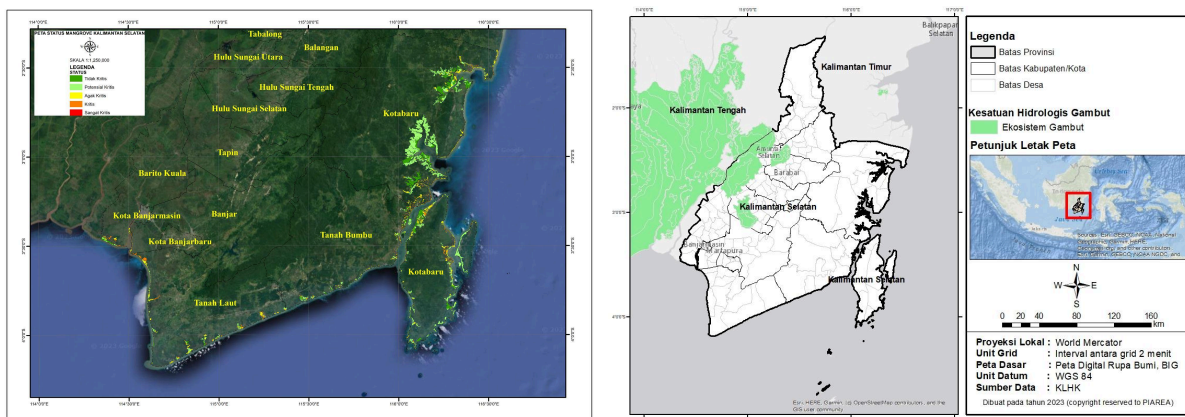 PETA STATUS MANGROVE KALIMANTAN SELATAN
SKALA 1:1.250.000
LEGENDA
STATUS
Tidak Kritis
Potensial Kritis
Agak Kritis
Kritis
Sangat Kritis
Tabalong
Balangan
Hulu Sungai Utara
Hulu Sungai Tengah
Hulu Sungai Selatan
Kotabaru
Tapin
Barito Kuala
Kota Banjarmasin
Banjar
Kota Banjarbaru
Tanah Bumbu
Kotabaru
Tanah Laut
Balikpapan
Selatan
Kalimantan Timur
Kalimantan Tengah
Amuntai
Selatan
Barabai
Kalimantan Selatan
Banjarmasin
Martapura
Kalimantan Selatan
Esri, HERE, Garmin, (c) OpenStreetMap contributors, and the
GIS user community
Legenda
Batas Provinsi
Batas Kabupaten/Kota
Batas Desa
Kesatuan Hidrologis Gambut
Ekosistem Gambut
Petunjuk Letak Peta
N
W E
S
0 20 40 80 120 160
km
Proyeksi Lokal : World Mercator
Unit Grid : Interval antara grid 2 menit
Peta Dasar : Peta Digital Rupa Bumi, BIG
Unit Datum : WGS 84
Sumber Data : KLHK
Dibuat pada tahun 2023 (copyright reserved to PIAREA)